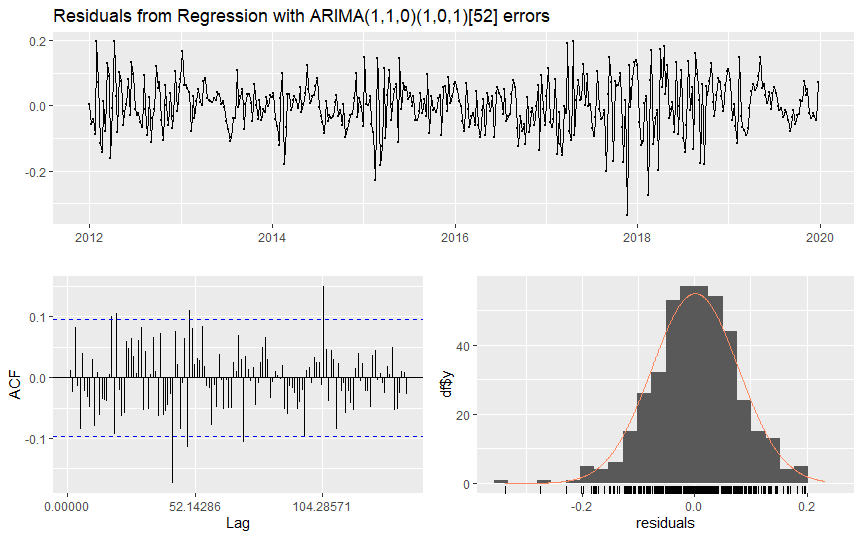 Residuals from Regression with ARIMA(1,1,0)(1,0,1)[52] errors
0.2
0.0
-0.2
2012 2014 2016 2018 2020
ACF
0.1
0.0
-0.1
0.00000 52.14286 104.28571
Lag
df$y
40
20
0
-0.2 0.0 0.2
residuals